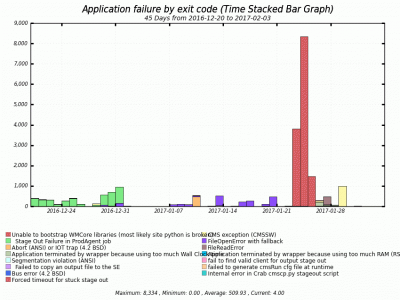 Application failure by exit code (Time Stacked Bar Graph)
45 Days from 2016-12-20 to 2017-02-03
9,000
8,000
7,000
6,000
5,000
4,000
3,000
2,000
1,000
0
2016-12-24 2016-12-31 2017-01-07 2017-01-14 2017-01-21 2017-01-28
Unable to bootstrap WMCore libraries (most likely site python is broken) CMS exception (CMSSW)
Stage Out Failure in ProdAgent job FileOpenError with fallback
Abort (ANSI) or IOT trap (4.2 BSD) FileReadError
Application terminated by wrapper because using too much Wall Clock Application terminated by wrapper because using too much RAM (RS
Segmentation violation (ANSI) fail to find valid client for output stage out
Failed to copy an output file to the SE failed to generate cmsRun cfg file at runtime
Bus error (4.2 BSD) Internal error in Crab cmscp.py stageout script
Forced timeout for stuck stage out
Maximum: 8,334 , Minimum: 0.00 , Average: 509.93 , Current: 4.00